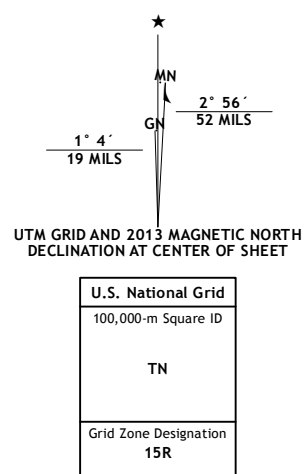 ★
MN
GN
2° 56´
52 MILS
1° 4´
19 MILS
UTM GRID AND 2013 MAGNETIC NORTH
DECLINATION AT CENTER OF SHEET
U.S. National Grid
100,000-m Square ID
TN
Grid Zone Designation
15R